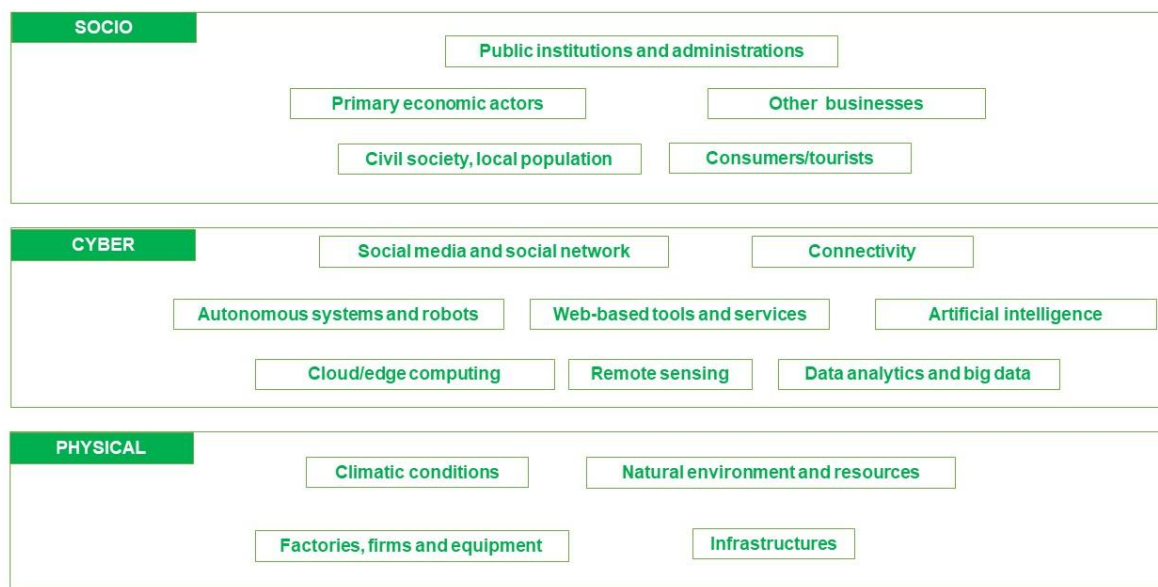 SOCIO
Public institutions and administrations
Primary economic actors
Other businesses
Civil society, local population
Consumers/tourists
CYBER
Social media and social network
Connectivity
Autonomous systems and robots
Web-based tools and services
Artificial intelligence
Cloud/edge computing
Remote sensing
Data analytics and big data
PHYSICAL
Climatic conditions
Natural environment and resources
Factories, firms and equipment
Infrastructures